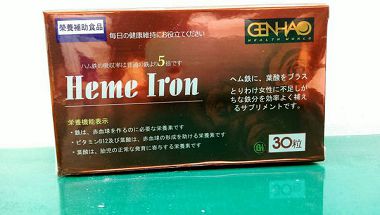 栄養補助食品
毎日の健康維持にお役立てください
GENHAO
HEALTH WORLD
ハム鉄の吸収率は普通の鉄より5倍です
Heme Iron
ヘム鉄に、葉酸をプラス
とりわけ女性に不足しが
ちな鉄分を効率よく補え
るサプリメントです。
栄養機能表示
・鉄は、赤血球を作るのに必要な栄養素です
・ビタミンB12及び葉酸は、赤血球の形成を助ける栄養素です
・葉酸は、胎児の正常な発育に寄与する栄養素です
30粒